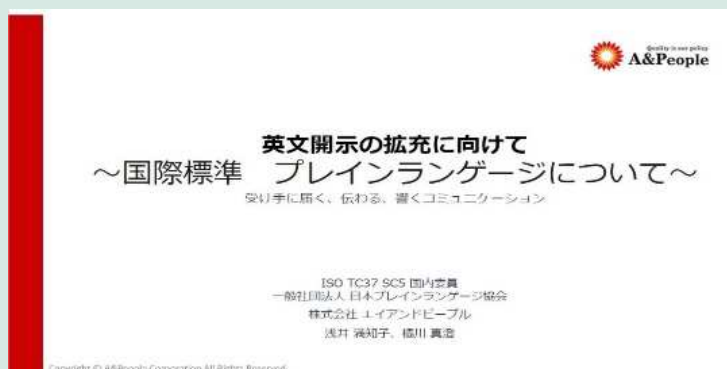 Quality is our policy
A&People
英文開示の拡充に向けて
～国際標準　プレインランゲージについて～
受け手に届く、伝わる、響くコミュニケーション
ISO TC37 SC5 国内委員
一般社団法人 日本プレインランゲージ協会
株式会社 エイアンドピープル
浅井 満知子、橘川 真澄
Copyright © A&People Corporation All Rights Reserved